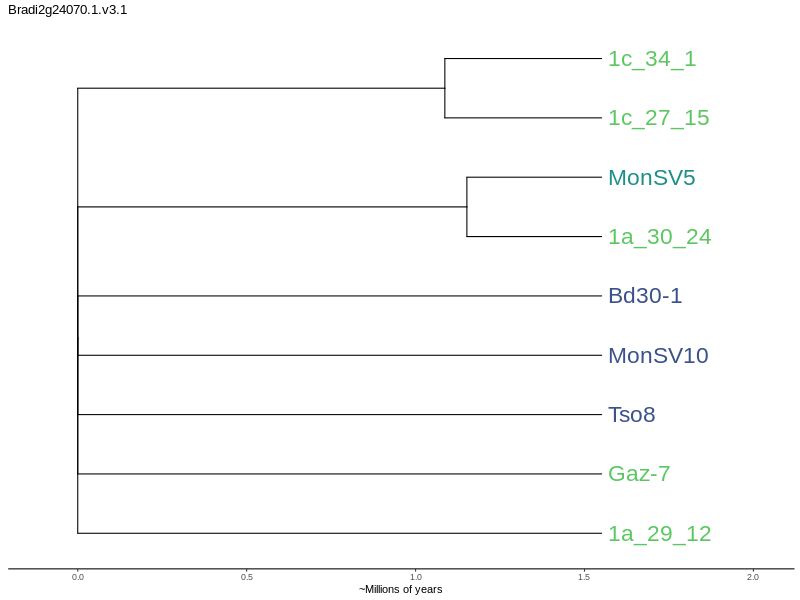 Bradi2g24070.1.v3.1
1c_34_1
1c_27_15
MonSV5
1a_30_24
Bd30-1
MonSV10
Tso8
Gaz-7
1a_29_12
0.0 0.5 1.0 1.5 2.0
~Millions of years